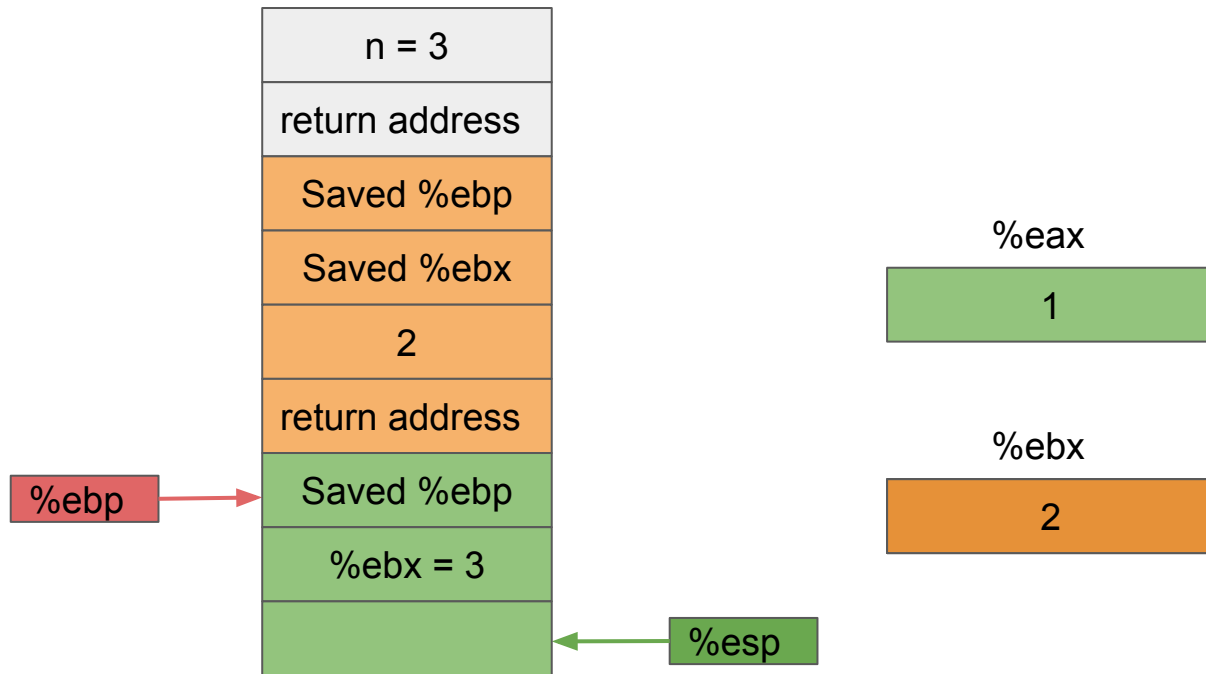 n = 3
return address
Saved %ebp
%eax
Saved %ebx
1
2
return address
%ebx
%ebp
Saved %ebp
2
%ebx = 3
%esp